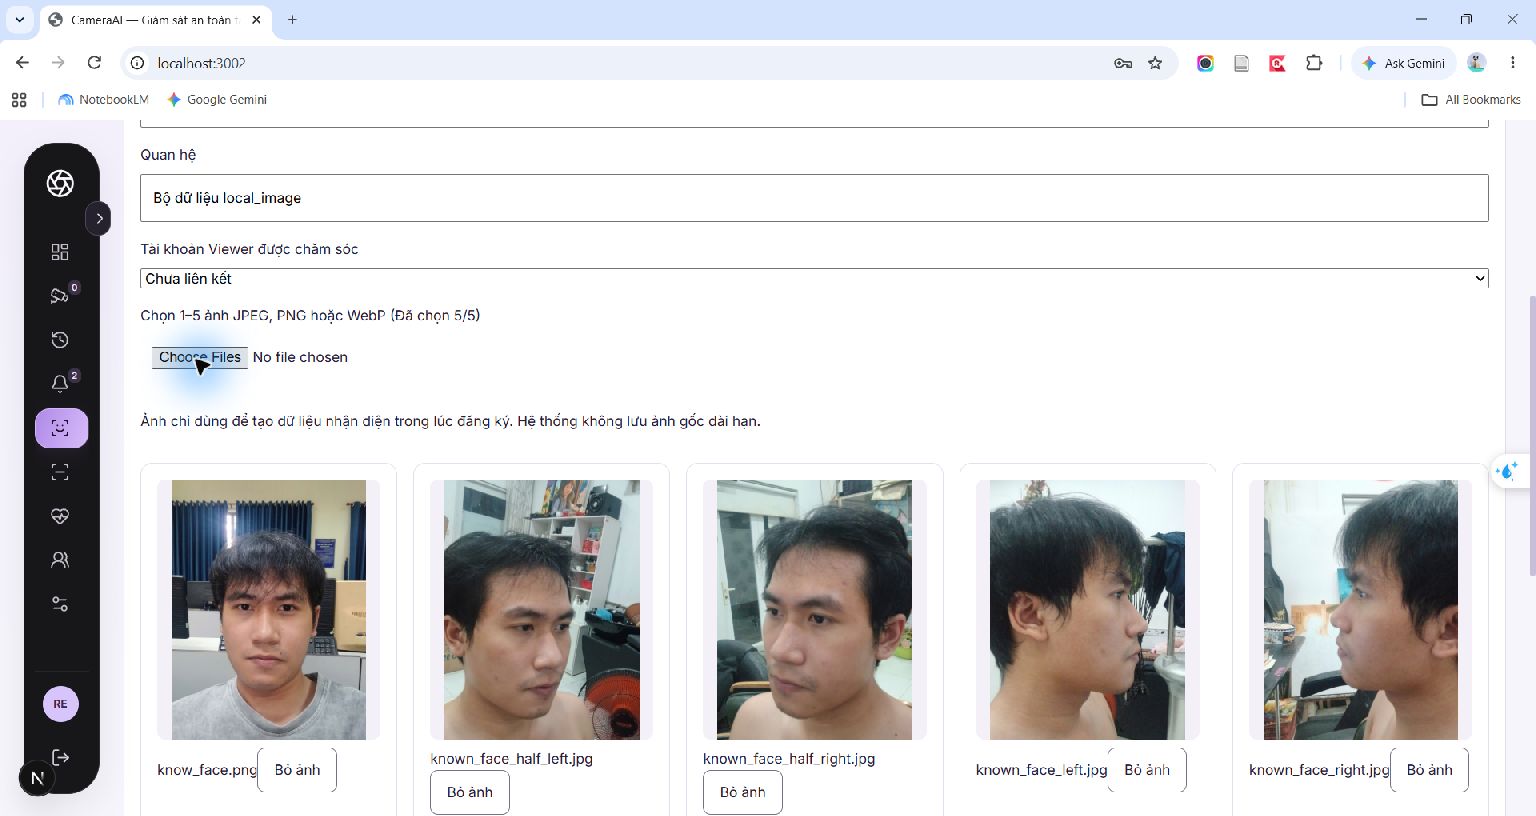 CameraAI — Giám sát an toàn t
localhost:3002
Ask Gemini
NotebookLM
Google Gemini
All Bookmarks
Quan hệ
Bộ dữ liệu local_image
Tài khoản Viewer được chăm sóc
Chưa liên kết
Chọn 1–5 ảnh JPEG, PNG hoặc WebP (Đã chọn 5/5)
Choose Files No file chosen
Ảnh chỉ dùng để tạo dữ liệu nhận diện trong lúc đăng ký. Hệ thống không lưu ảnh gốc dài hạn.
0
2
RE
N
know_face.png Bỏ ảnh
known_face_half_left.jpg
Bỏ ảnh
known_face_half_right.jpg
Bỏ ảnh
known_face_left.jpg Bỏ ảnh
known_face_right.jpg Bỏ ảnh